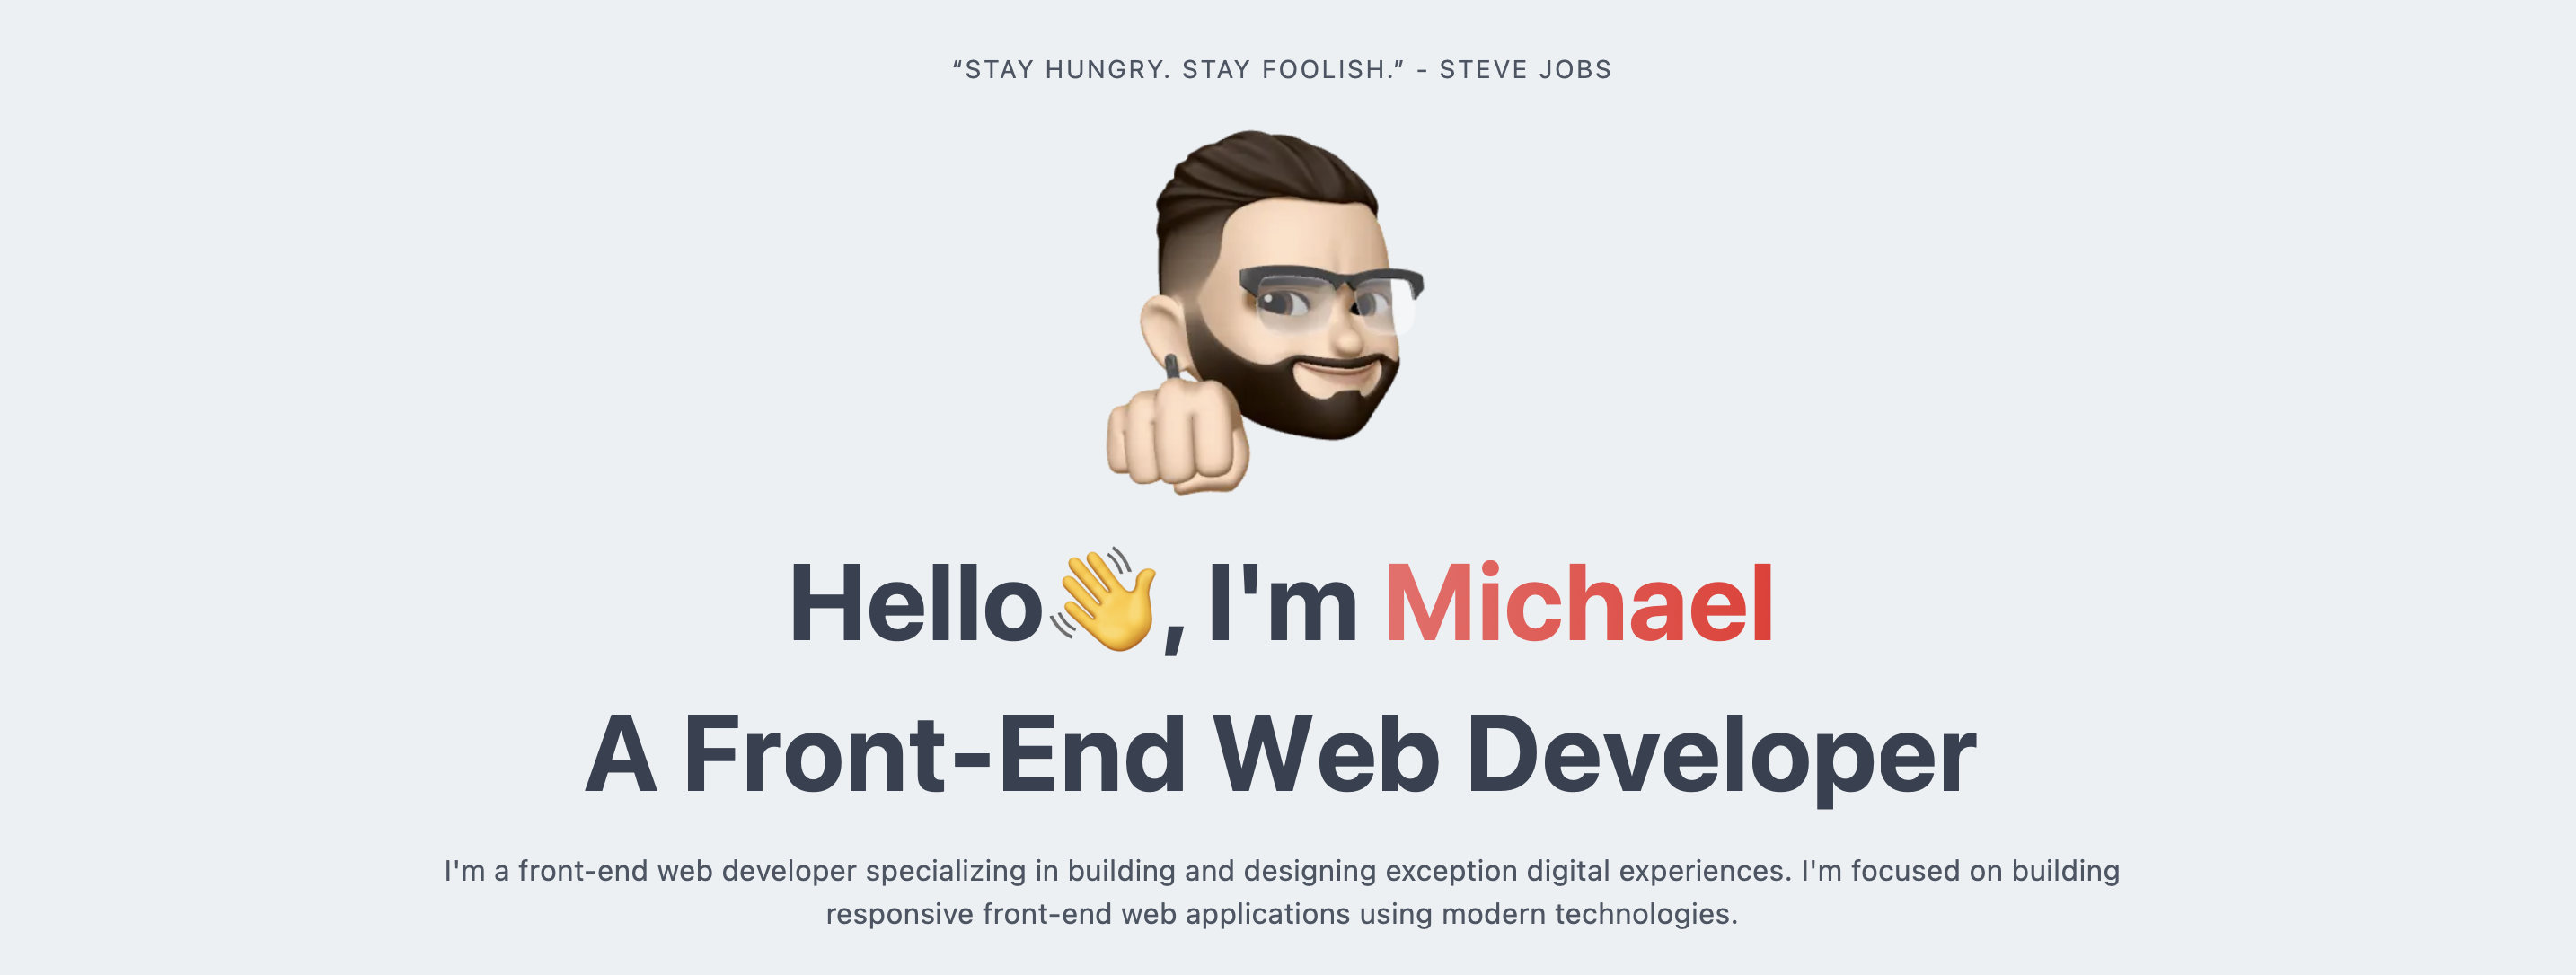 “STAY HUNGRY. STAY FOOLISH.” - STEVE JOBS
Hello👋, I'm Michael
A Front-End Web Developer
I'm a front-end web developer specializing in building and designing exception digital experiences. I'm focused on building
responsive front-end web applications using modern technologies.